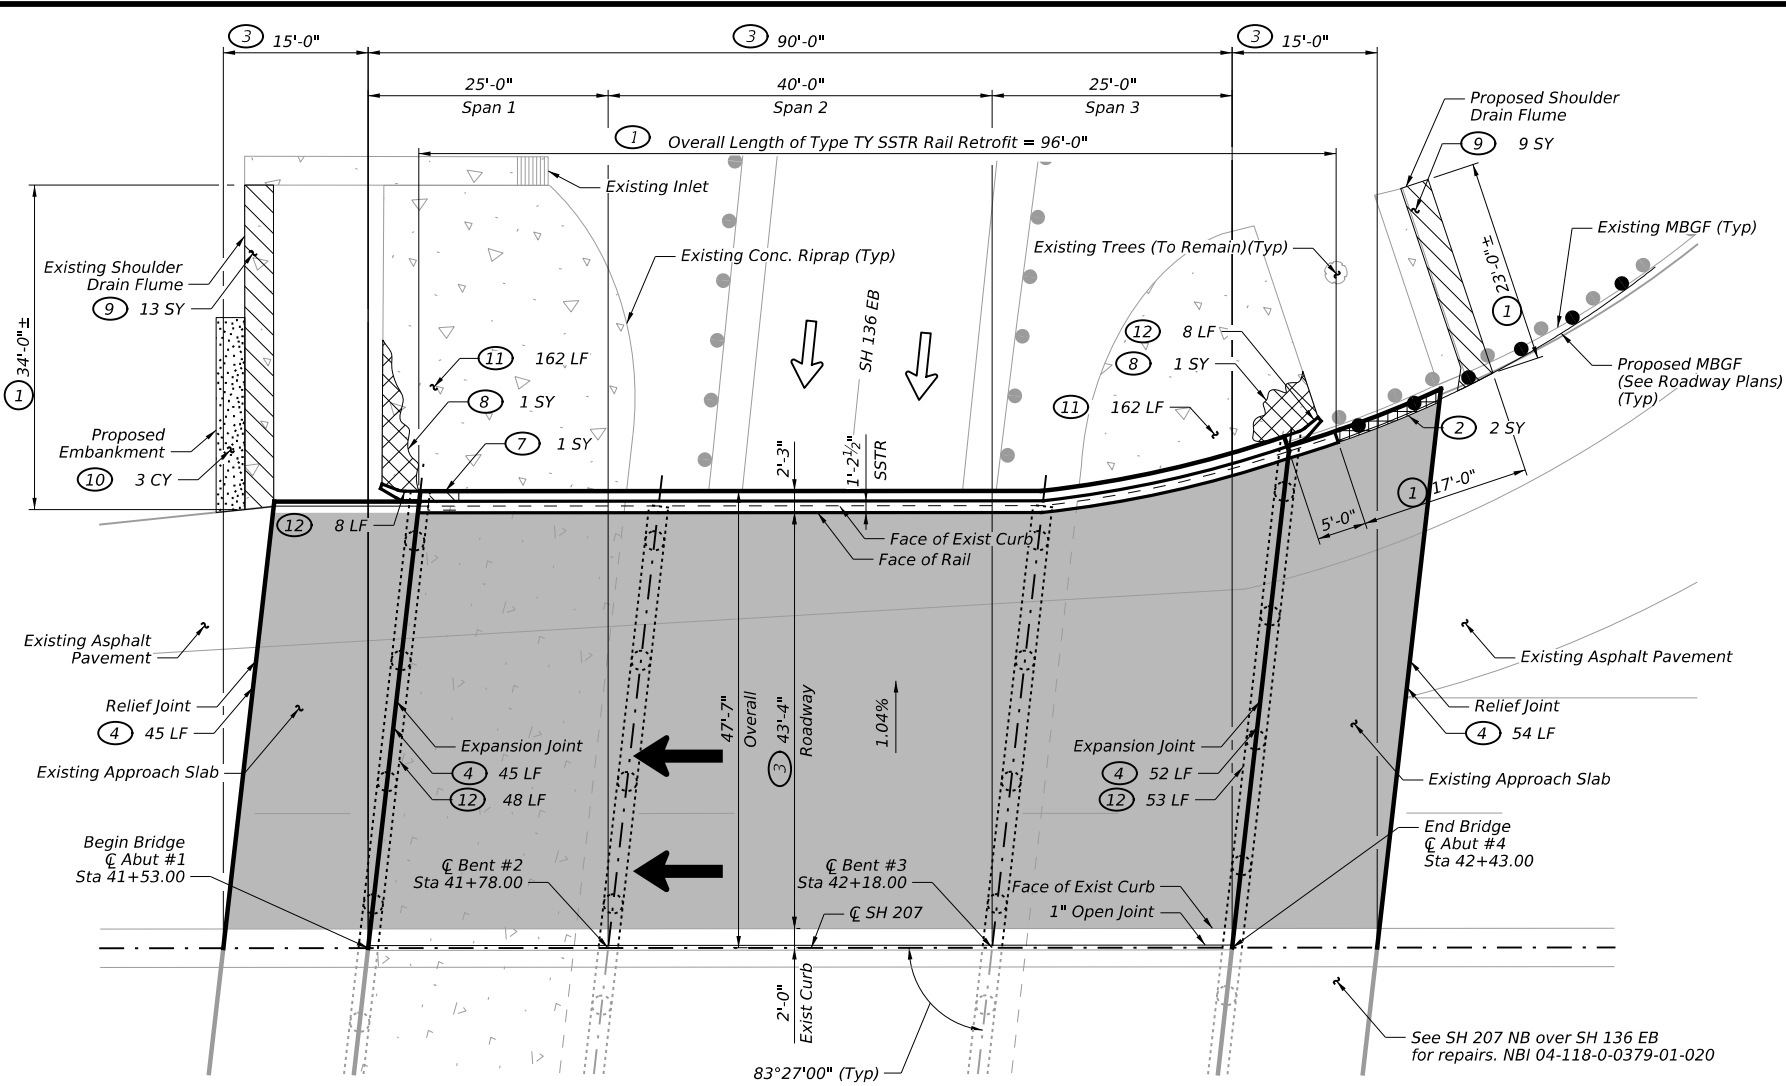 3 15'-0"
3 90'-0"
3 15'-0"
25'-0"
Span 1
40'-0"
Span 2
25'-0"
Span 3
1 Overall Length of Type TY SSTR Rail Retrofit = 96'-0"
Proposed Shoulder
Drain Flume
9 9 SY
Existing Inlet
Existing Conc. Riprap (Typ)
Existing Trees (To Remain)(Typ)
Existing MBGF (Typ)
23'-0"±
1
Existing Shoulder
Drain Flume
9 13 SY
1 34'-0"±
SH 136 EB
12 8 LF
8 1 SY
11 162 LF
11 162 LF
8 1 SY
7 1 SY
Proposed MBGF
(See Roadway Plans)
(Typ)
2 2 SY
Proposed
Embankment
10 3 CY
2'-3"
1'-2½"
SSTR
1 17'-0"
5'-0"
12 8 LF
Face of Exist Curb
Face of Rail
Existing Asphalt
Pavement
Existing Asphalt Pavement
Relief Joint
4 45 LF
Existing Approach Slab
Expansion Joint
4 45 LF
12 48 LF
47'-7"
Overall
3 43'-4"
Roadway
1.04%
Expansion Joint
4 52 LF
12 53 LF
Relief Joint
4 54 LF
Existing Approach Slab
Begin Bridge
℄ Abut #1
Sta 41+53.00
℄ Bent #2
Sta 41+78.00
℄ Bent #3
Sta 42+18.00
End Bridge
℄ Abut #4
Sta 42+43.00
Face of Exist Curb
1" Open Joint
℄ SH 207
2'-0"
Exist Curb
83°27'00" (Typ)
See SH 207 NB over SH 136 EB
for repairs. NBI 04-118-0-0379-01-020